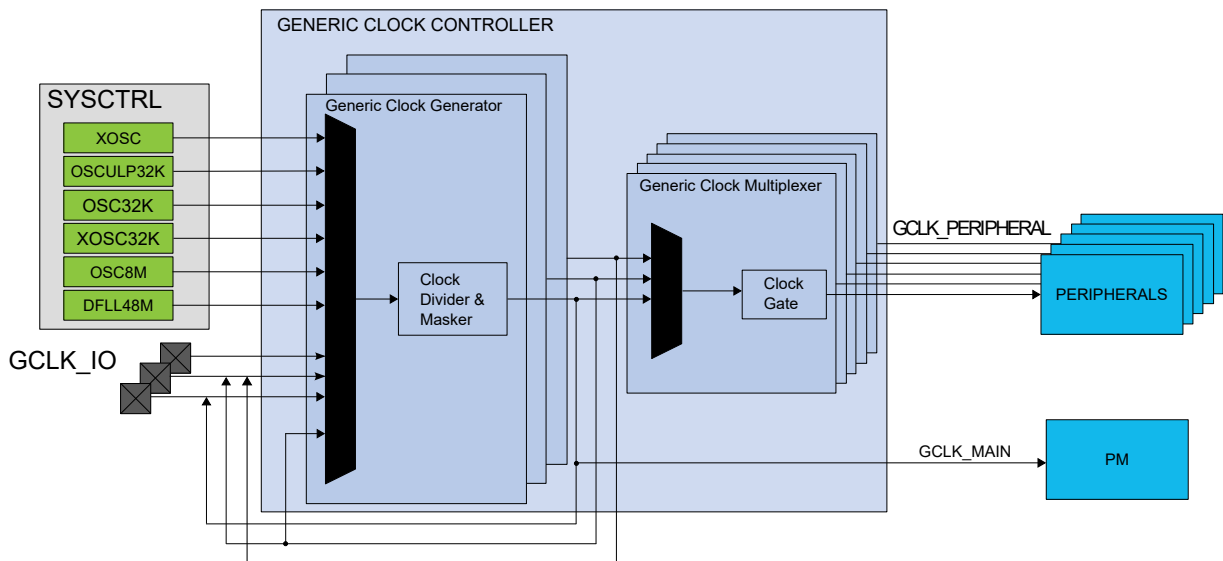 GENERIC CLOCK CONTROLLER
SYSCTRL
XOSC
OSCULP32K
OSC32K
XOSC32K
OSC8M
DFLL48M
GCLK_IO
Generic Clock Generator
Clock
Divider &
Masker
Generic Clock Multiplexer
Clock
Gate
GCLK_PERIPHERAL
PERIPHERALS
GCLK_MAIN
PM